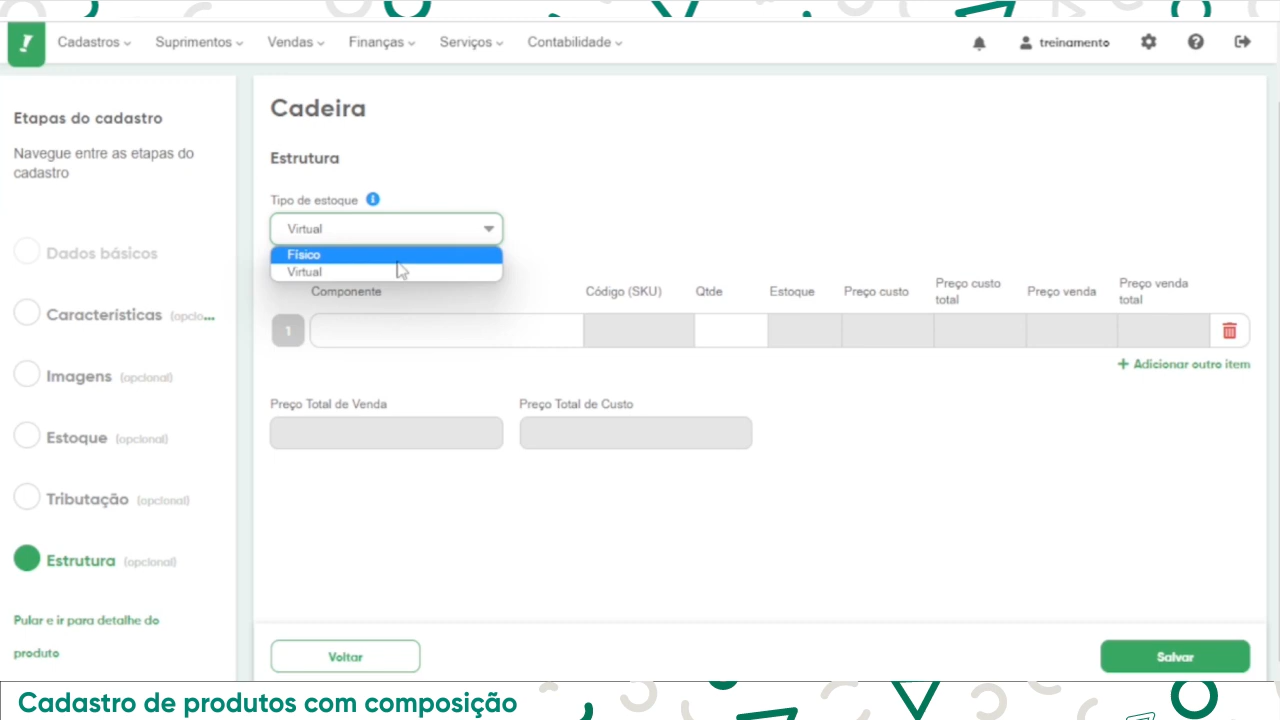 Cadastros
Suprimentos
Vendas
Finanças
Serviços
Contabilidade
treinamento
Etapas do cadastro
Navegue entre as etapas do
cadastro
Dados básicos
Características (opcio...
Imagens (opcional)
Estoque (opcional)
Tributação (opcional)
Estrutura (opcional)
Pular e ir para detalhe do
produto
Cadeira
Estrutura
Tipo de estoque
Virtual
Físico
Virtual
Componente
Código (SKU)
Qtde
Estoque
Preço custo
Preço custo
total
Preço venda
Preço venda
total
1
+ Adicionar outro item
Preço Total de Venda
Preço Total de Custo
Voltar
Salvar
Cadastro de produtos com composição